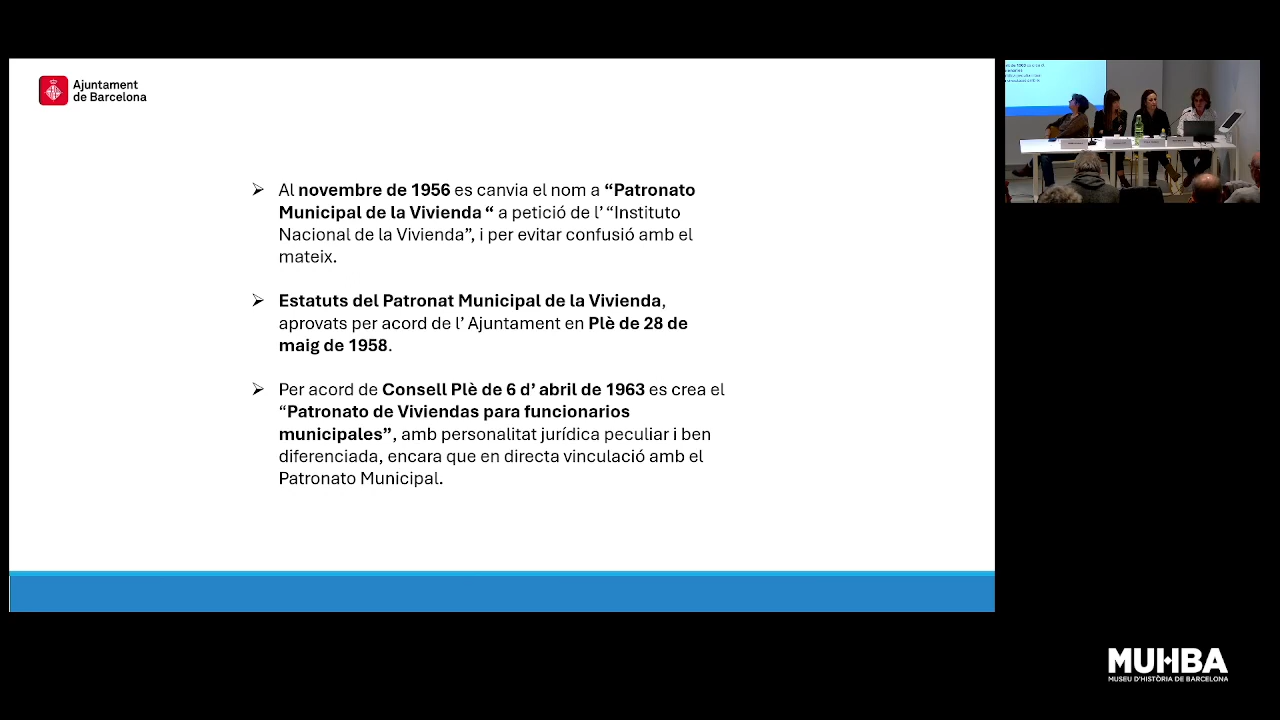 Ajuntament
de Barcelona
Al novembre de 1956 es canvia el nom a “Patronato
Municipal de la Vivienda “ a petició de l’ “Instituto
Nacional de la Vivienda”, i per evitar confusió amb el
mateix.
Estatuts del Patronat Municipal de la Vivienda,
aprovats per acord de l’ Ajuntament en Plè de 28 de
maig de 1958.
Per acord de Consell Plè de 6 d’ abril de 1963 es crea el
“Patronato de Viviendas para funcionarios
municipales”, amb personalitat jurídica peculiar i ben
diferenciada, encara que en directa vinculació amb el
Patronato Municipal.
MUHBA
MUSEU D'HISTÒRIA DE BARCELONA